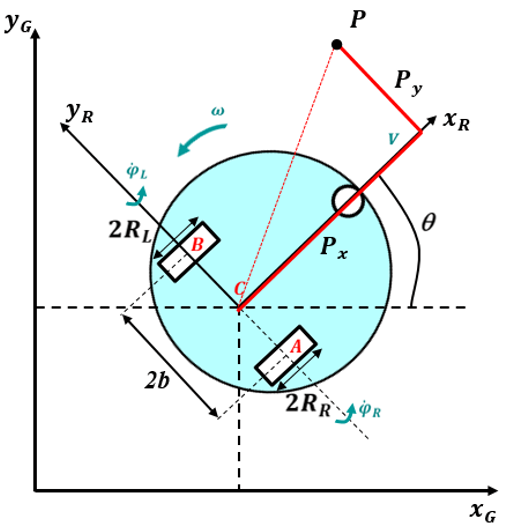 P
y_G
P_y
y_R
x_R
ω
V
φ̇_L
2R_L
B
θ
P_x
C
A
2b
2R_R
φ̇_R
x_G